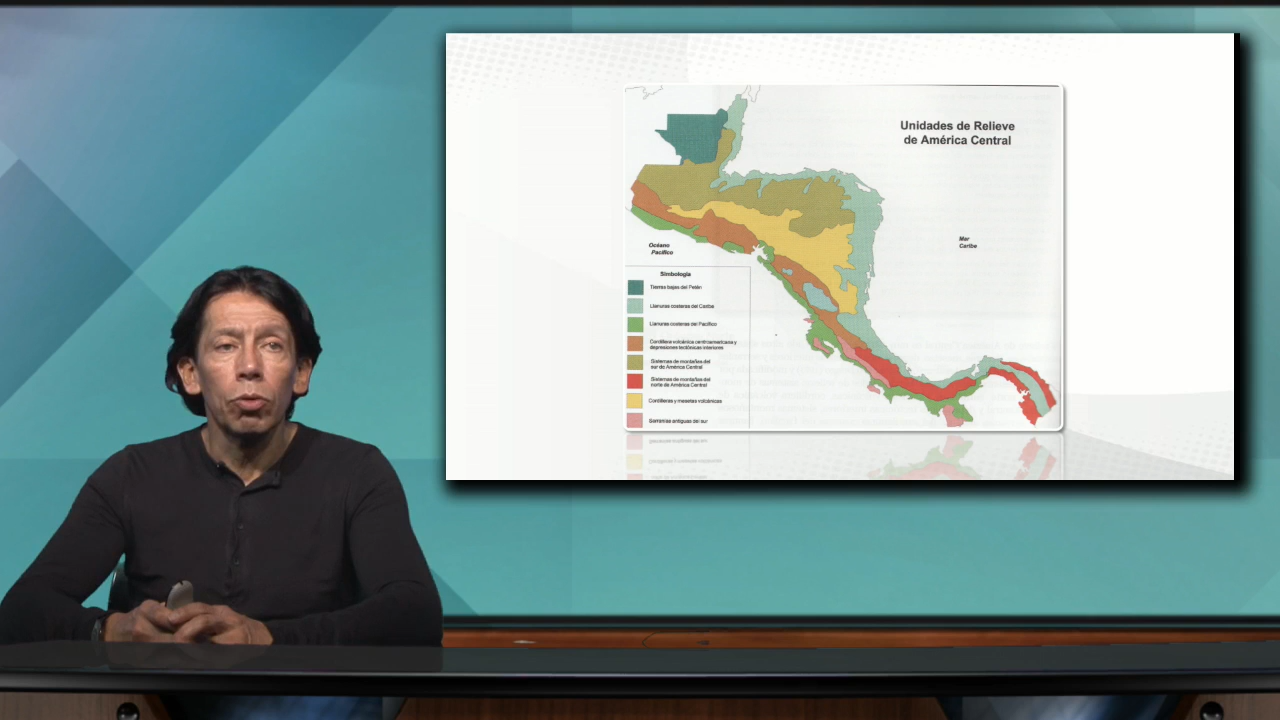 Unidades de Relieve
de América Central
Océano
Pacífico
Mar
Caribe
Simbología
Tierras bajas del Petén
Llanuras costeras del Caribe
Llanuras costeras del Pacífico
Cordillera volcánica centroamericana y
depresiones tectónicas interiores
Sistemas de montañas del
sur de América Central
Sistemas de montañas del
norte de América Central
Cordilleras y mesetas volcánicas
Serranías antiguas del sur